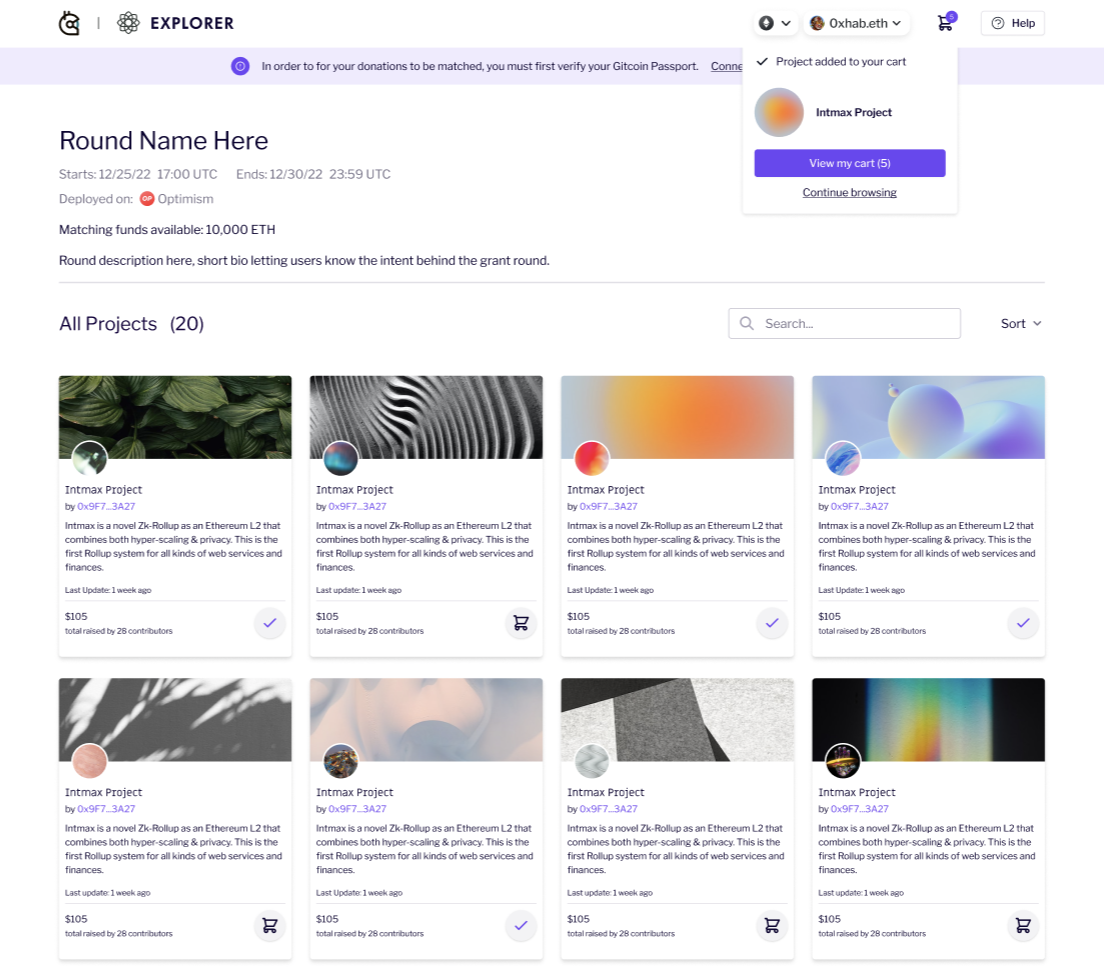 EXPLORER
0xhab.eth
5
Help
In order to for your donations to be matched, you must first verify your Gitcoin Passport. Conne
Project added to your cart
Intmax Project
View my cart (5)
Continue browsing
Round Name Here
Starts: 12/25/22 17:00 UTC Ends: 12/30/22 23:59 UTC
Deployed on: OP Optimism
Matching funds available: 10,000 ETH
Round description here, short bio letting users know the intent behind the grant round.
All Projects (20)
Search...
Sort
Intmax Project
by 0x9F7...3A27
Intmax is a novel Zk-Rollup as an Ethereum L2 that
combines both hyper-scaling & privacy. This is the
first Rollup system for all kinds of web services and
finances.
Last Update: 1 week ago
$105
total raised by 28 contributors
Intmax Project
by 0x9F7...3A27
Intmax is a novel Zk-Rollup as an Ethereum L2 that
combines both hyper-scaling & privacy. This is the
first Rollup system for all kinds of web services and
finances.
Last update: 1 week ago
$105
total raised by 28 contributors
Intmax Project
by 0x9F7...3A27
Intmax is a novel Zk-Rollup as an Ethereum L2 that
combines both hyper-scaling & privacy. This is the
first Rollup system for all kinds of web services and
finances.
Last Update: 1 week ago
$105
total raised by 28 contributors
Intmax Project
by 0x9F7...3A27
Intmax is a novel Zk-Rollup as an Ethereum L2 that
combines both hyper-scaling & privacy. This is the
first Rollup system for all kinds of web services and
finances.
Last Update: 1 week ago
$105
total raised by 28 contributors
Intmax Project
by 0x9F7...3A27
Intmax is a novel Zk-Rollup as an Ethereum L2 that
combines both hyper-scaling & privacy. This is the
first Rollup system for all kinds of web services and
finances.
Last update: 1 week ago
$105
total raised by 28 contributors
Intmax Project
by 0x9F7...3A27
Intmax is a novel Zk-Rollup as an Ethereum L2 that
combines both hyper-scaling & privacy. This is the
first Rollup system for all kinds of web services and
finances.
Last Update: 1 week ago
$105
total raised by 28 contributors
Intmax Project
by 0x9F7...3A27
Intmax is a novel Zk-Rollup as an Ethereum L2 that
combines both hyper-scaling & privacy. This is the
first Rollup system for all kinds of web services and
finances.
Last update: 1 week ago
$105
total raised by 28 contributors
Intmax Project
by 0x9F7...3A27
Intmax is a novel Zk-Rollup as an Ethereum L2 that
combines both hyper-scaling & privacy. This is the
first Rollup system for all kinds of web services and
finances.
Last update: 1 week ago
$105
total raised by 28 contributors